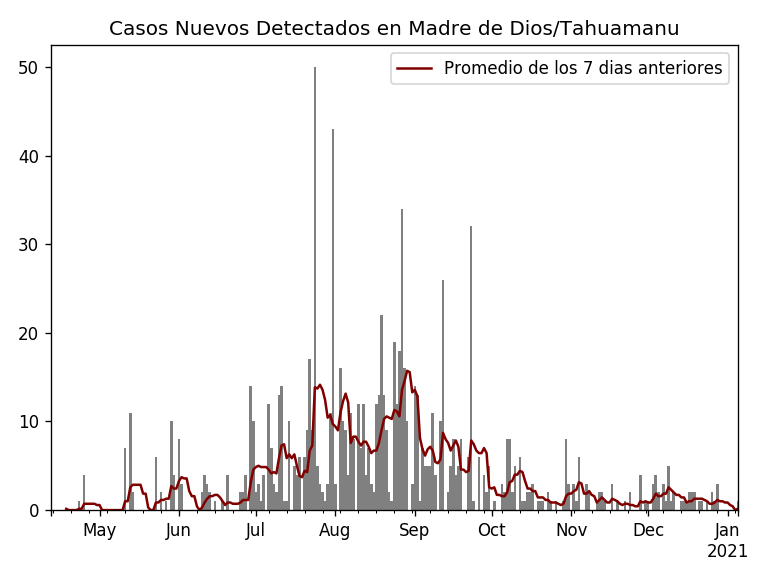 Casos Nuevos Detectados en Madre de Dios/Tahuamanu
Promedio de los 7 dias anteriores
50
40
30
20
10
0
May Jun Jul Aug Sep Oct Nov Dec Jan
2021